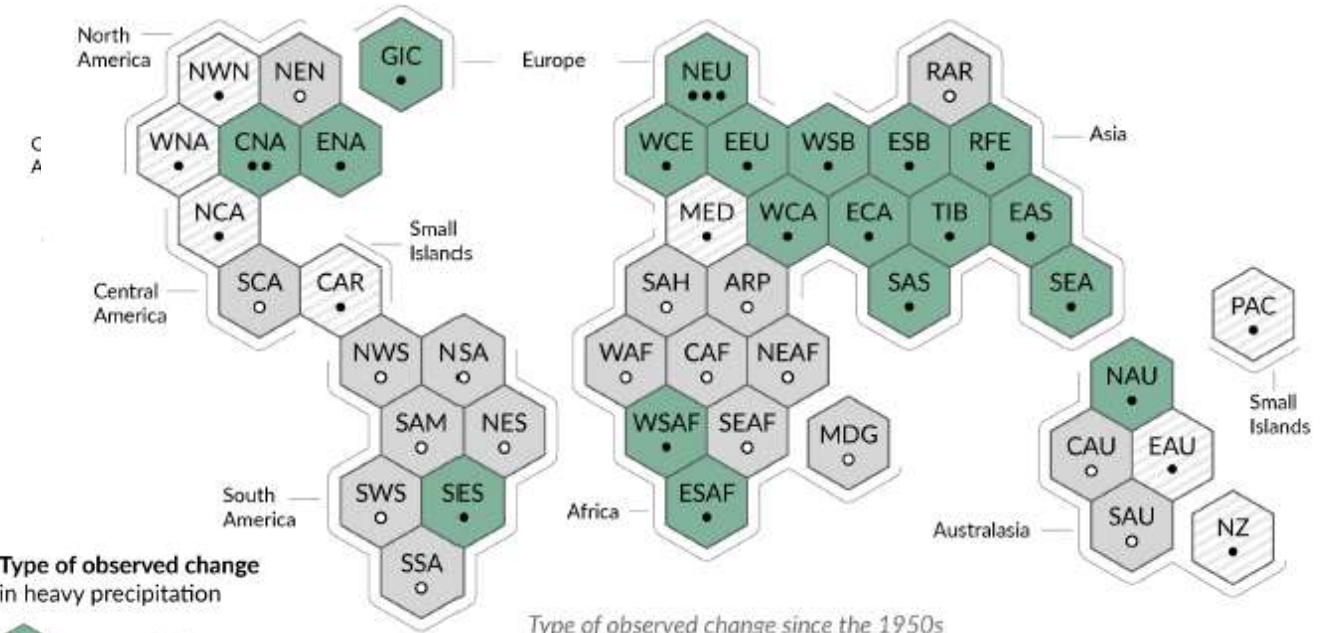 North
America
NWN
NEN
GIC
Europe
NEU
RAR
C
A
WNA
CNA
ENA
WCE
EEU
WSB
ESB
RFE
Asia
NCA
MED
WCA
ECA
TIB
EAS
Small
Islands
Central
America
SCA
CAR
SAH
ARP
SAS
SEA
PAC
NWS
NSA
WAF
CAF
NEAF
NAU
Small
Islands
SAM
NES
WSAF
SEAF
MDG
CAU
EAU
South
America
SWS
SES
Africa
ESAF
Australasia
SAU
NZ
SSA
Type of observed change
in heavy precipitation
Type of observed change since the 1950s